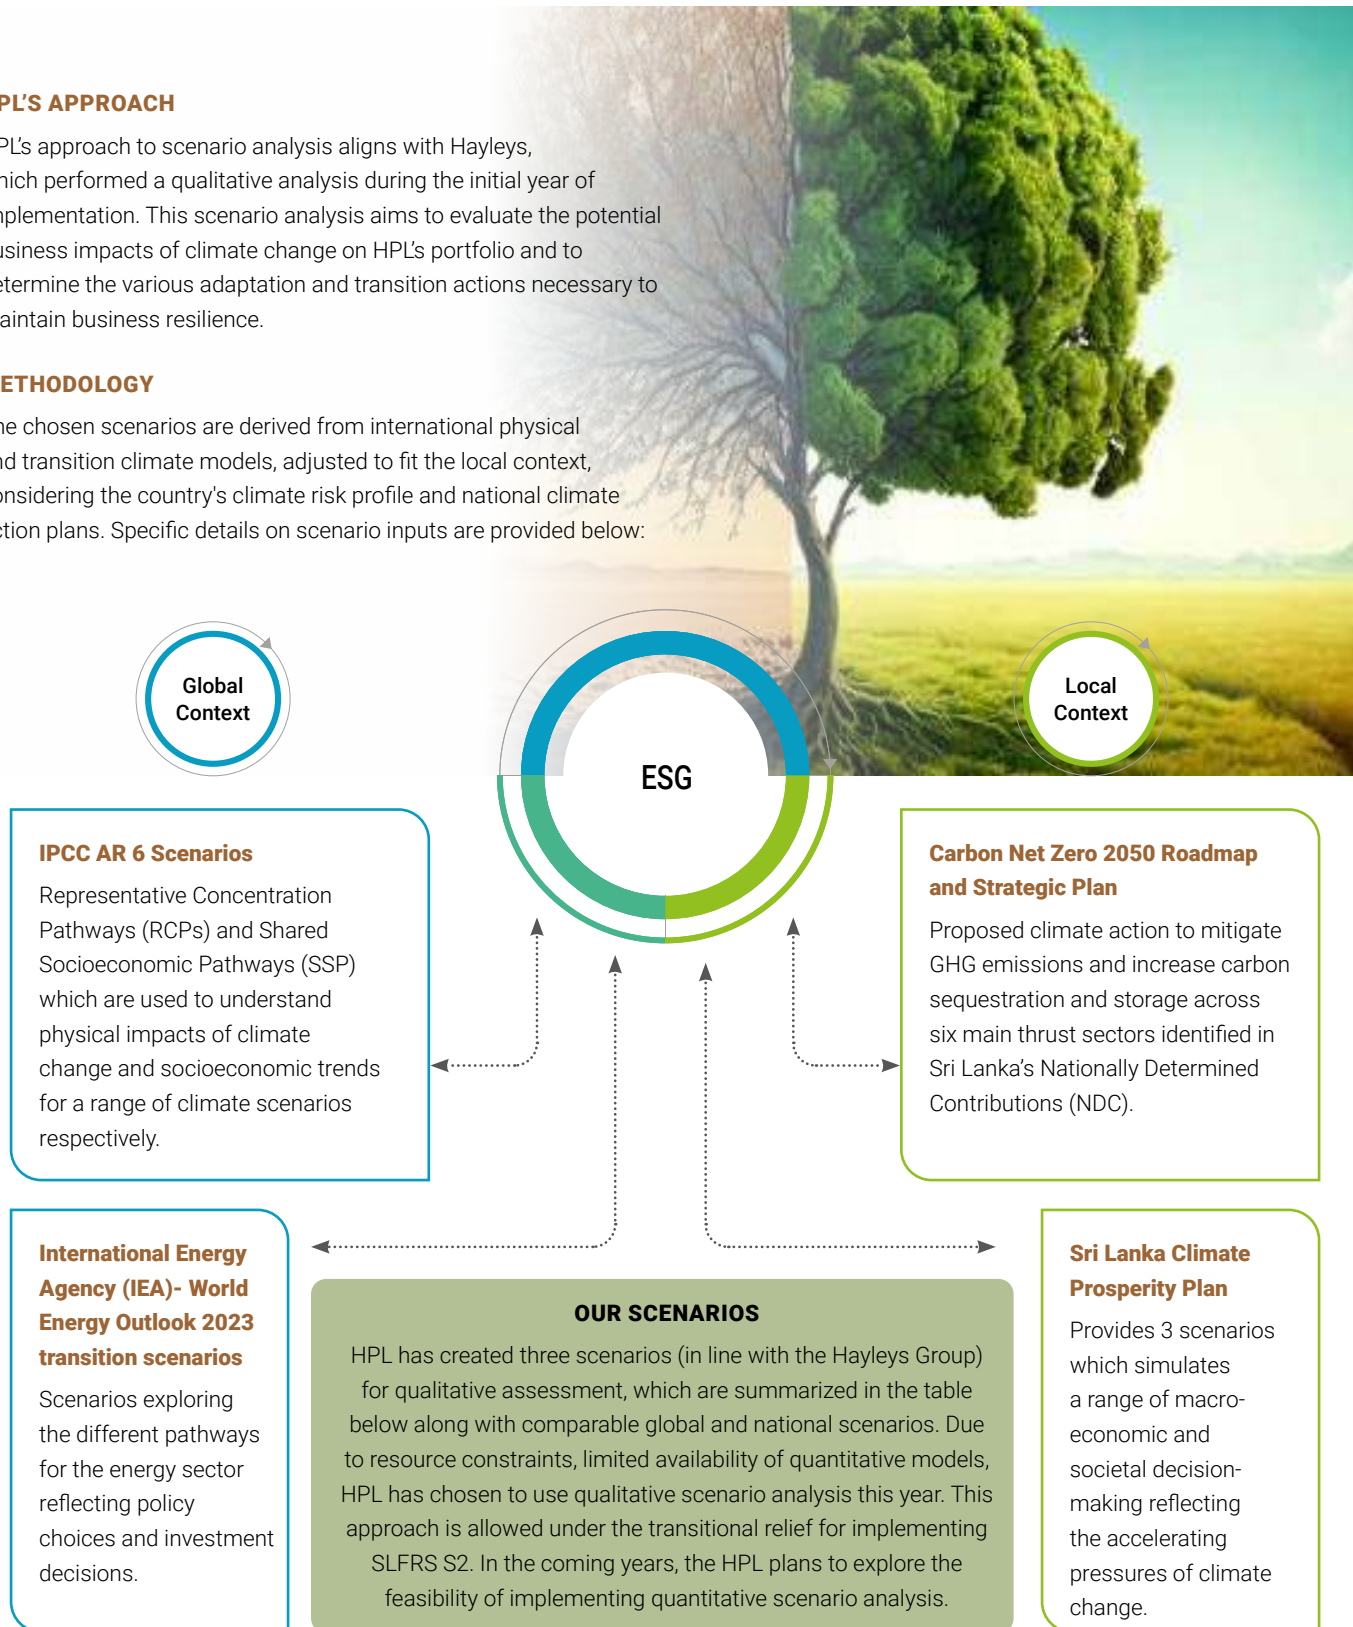 PL'S APPROACH
PL's approach to scenario analysis aligns with Hayleys,
hich performed a qualitative analysis during the initial year of
mplementation. This scenario analysis aims to evaluate the potential
usiness impacts of climate change on HPL's portfolio and to
etermine the various adaptation and transition actions necessary to
aintain business resilience.
ETHODOLOGY
he chosen scenarios are derived from international physical
nd transition climate models, adjusted to fit the local context,
onsidering the country's climate risk profile and national climate
ction plans. Specific details on scenario inputs are provided below:
Global
Context
ESG
Local
Context
IPCC AR 6 Scenarios
Representative Concentration
Pathways (RCPs) and Shared
Socioeconomic Pathways (SSP)
which are used to understand
physical impacts of climate
change and socioeconomic trends
for a range of climate scenarios
respectively.
Carbon Net Zero 2050 Roadmap
and Strategic Plan
Proposed climate action to mitigate
GHG emissions and increase carbon
sequestration and storage across
six main thrust sectors identified in
Sri Lanka's Nationally Determined
Contributions (NDC).
International Energy
Agency (IEA)- World
Energy Outlook 2023
transition scenarios
Scenarios exploring
the different pathways
for the energy sector
reflecting policy
choices and investment
decisions.
OUR SCENARIOS
HPL has created three scenarios (in line with the Hayleys Group)
for qualitative assessment, which are summarized in the table
below along with comparable global and national scenarios. Due
to resource constraints, limited availability of quantitative models,
HPL has chosen to use qualitative scenario analysis this year. This
approach is allowed under the transitional relief for implementing
SLFRS S2. In the coming years, the HPL plans to explore the
feasibility of implementing quantitative scenario analysis.
Sri Lanka Climate
Prosperity Plan
Provides 3 scenarios
which simulates
a range of macro-
economic and
societal decision-
making reflecting
the accelerating
pressures of climate
change.